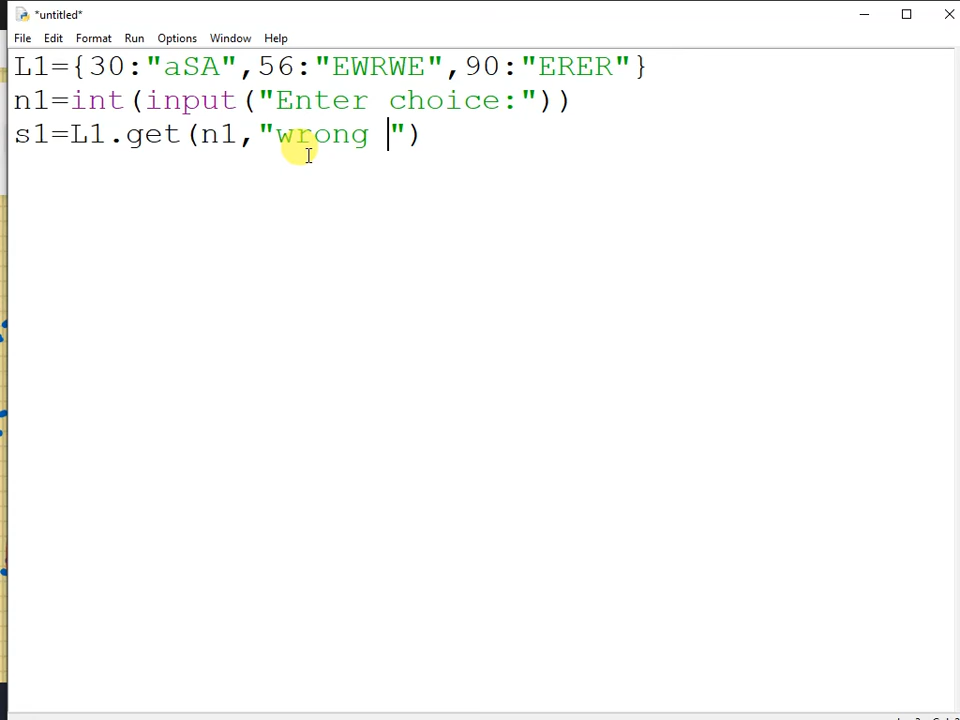 *untitled*
File Edit Format Run Options Window Help
L1={30:"aSA",56:"EWRWE",90:"ERER"}
n1=int(input("Enter choice:"))
s1=L1.get(n1,"wrong ")